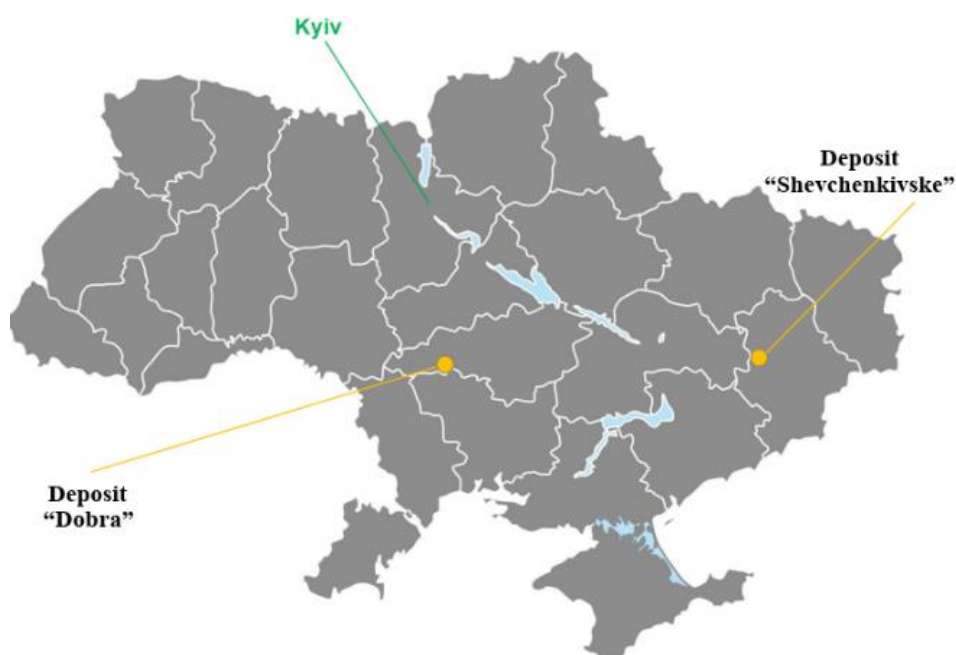 Kyiv
Deposit
“Shevchenkivske”
Deposit
“Dobra”